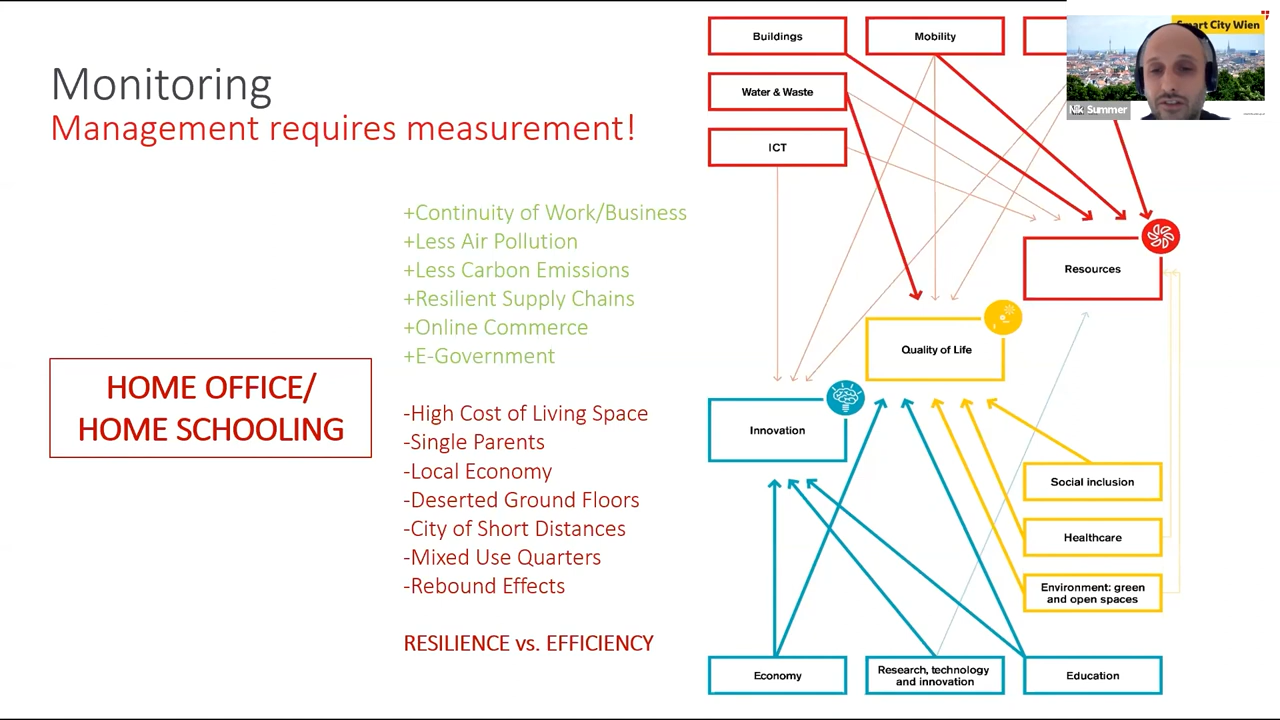 Monitoring
Management requires measurement!
+Continuity of Work/Business
+Less Air Pollution
+Less Carbon Emissions
+Resilient Supply Chains
+Online Commerce
+E-Government
HOME OFFICE/
HOME SCHOOLING
-High Cost of Living Space
-Single Parents
-Local Economy
-Deserted Ground Floors
-City of Short Distances
-Mixed Use Quarters
-Rebound Effects
RESILIENCE vs. EFFICIENCY
Buildings
Mobility
Water & Waste
ICT
Resources
Quality of Life
Innovation
Social inclusion
Healthcare
Environment: green
and open spaces
Economy
Research, technology
and innovation
Education
Smart City Wien
Nik Summer